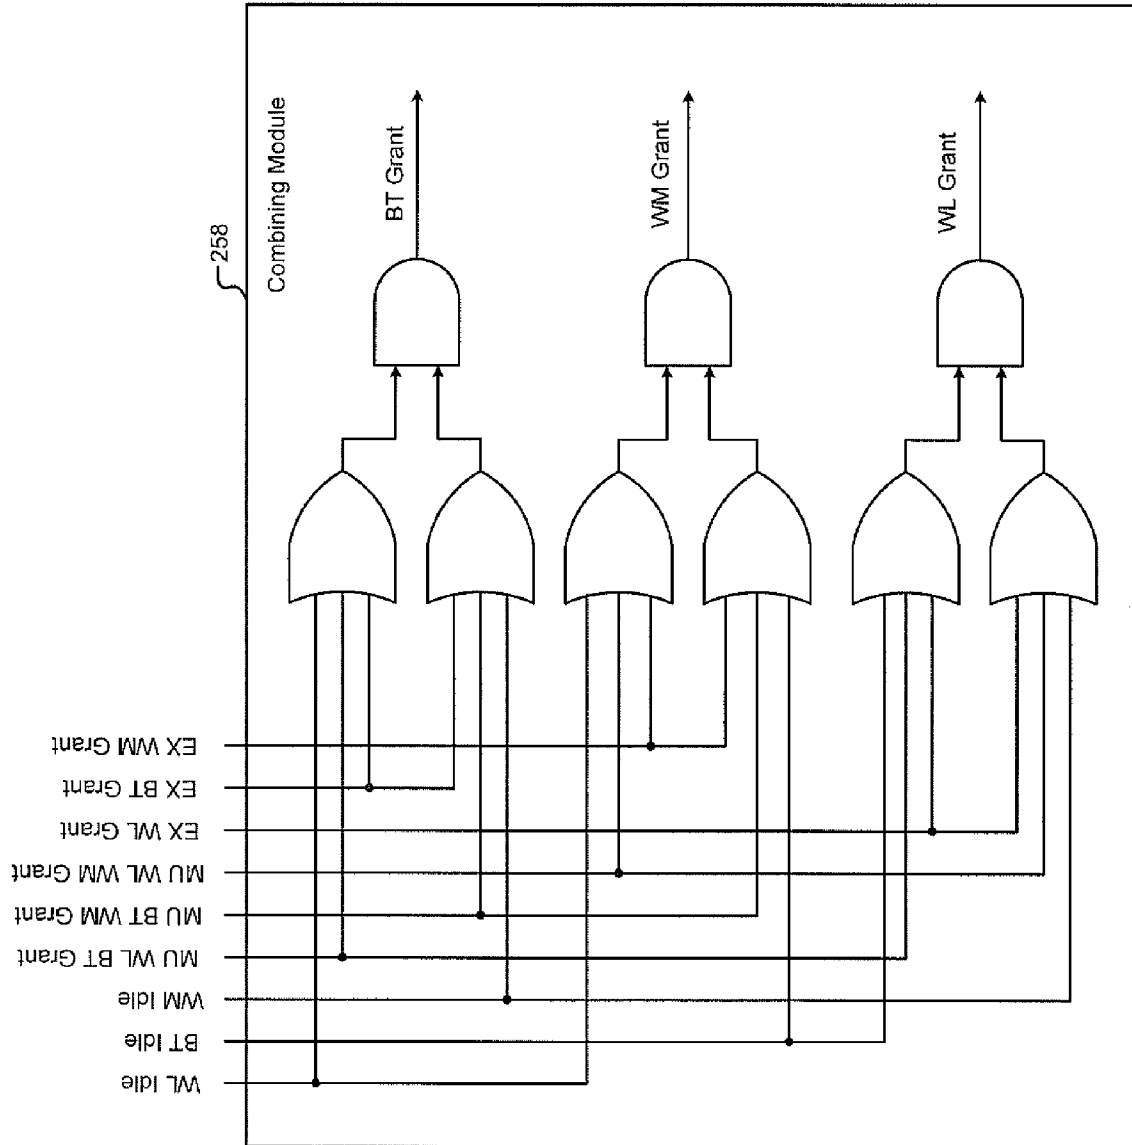 258
Combining Module
BT Grant
WM Grant
WL Grant
EX WM Grant
EX BT Grant
EX WL Grant
MU WL WM Grant
MU BT WM Grant
MU WL BT Grant
WM Idle
BT Idle
WL Idle